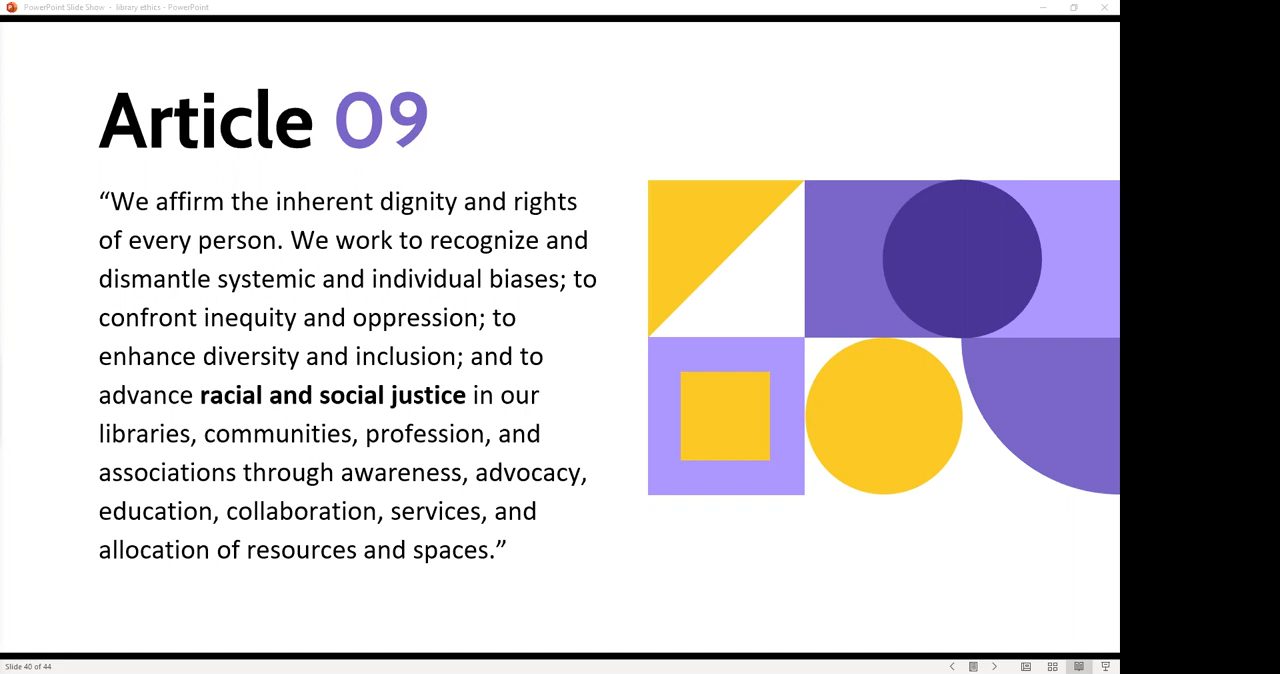 PowerPoint Slide Show - library ethics - PowerPoint
Article 09
“We affirm the inherent dignity and rights
of every person. We work to recognize and
dismantle systemic and individual biases; to
confront inequity and oppression; to
enhance diversity and inclusion; and to
advance racial and social justice in our
libraries, communities, profession, and
associations through awareness, advocacy,
education, collaboration, services, and
allocation of resources and spaces.”
Slide 40 of 44